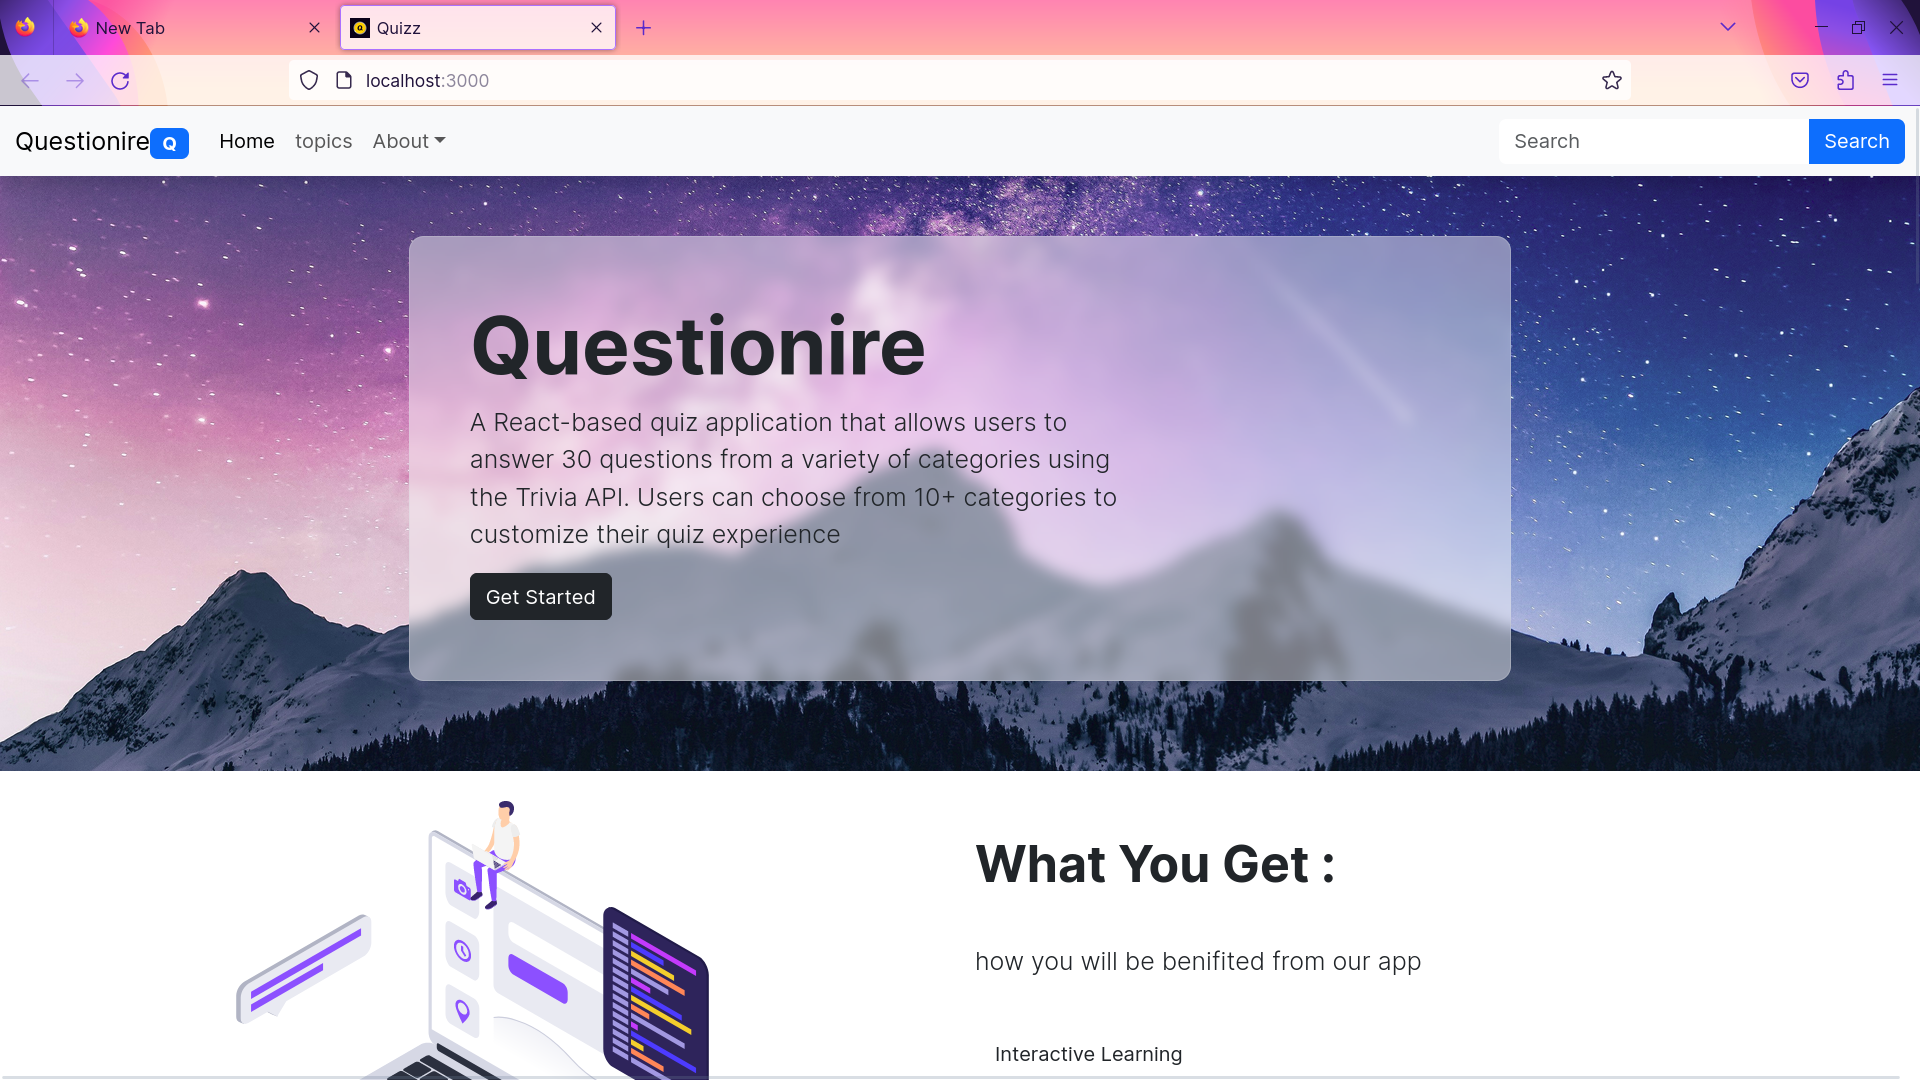 New Tab
Quizz
localhost:3000
Questionire Q Home topics About Search Search
Questionire
A React-based quiz application that allows users to
answer 30 questions from a variety of categories using
the Trivia API. Users can choose from 10+ categories to
customize their quiz experience
Get Started
What You Get :
how you will be benifited from our app
Interactive Learning